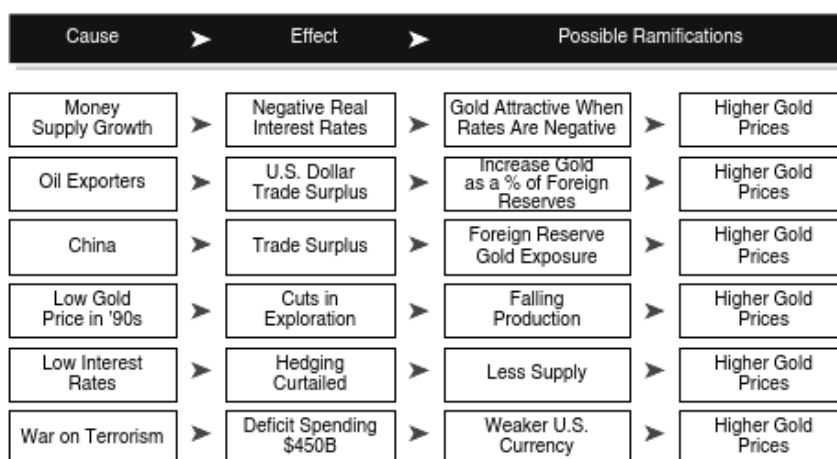 Cause ➤ Effect ➤ Possible Ramifications
Money
Supply Growth
➤
Negative Real
Interest Rates
➤
Gold Attractive When
Rates Are Negative
➤
Higher Gold
Prices
Oil Exporters
➤
U.S. Dollar
Trade Surplus
➤
Increase Gold
as a % of Foreign
Reserves
➤
Higher Gold
Prices
China
➤
Trade Surplus
➤
Foreign Reserve
Gold Exposure
➤
Higher Gold
Prices
Low Gold
Price in '90s
➤
Cuts in
Exploration
➤
Falling
Production
➤
Higher Gold
Prices
Low Interest
Rates
➤
Hedging
Curtailed
➤
Less Supply
➤
Higher Gold
Prices
War on Terrorism
➤
Deficit Spending
$450B
➤
Weaker U.S.
Currency
➤
Higher Gold
Prices